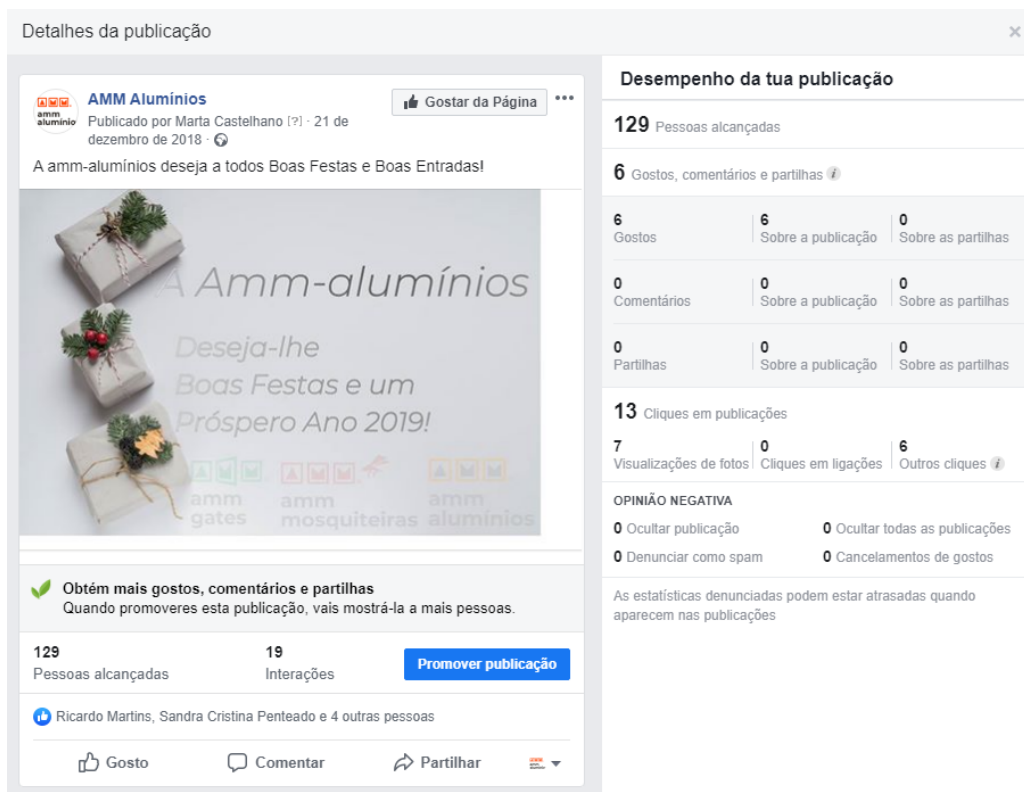 Detalhes da publicação
×
AMM Alumínios
Publicado por Marta Castelhano [?] · 21 de
dezembro de 2018 ·
Gostar da Página
A amm-alumínios deseja a todos Boas Festas e Boas Entradas!
A Amm-alumínios
Deseja-lhe
Boas Festas e um
Próspero Ano 2019!
AMM AMM AMM
amm amm amm
gates mosquiteiras alumínios
Obtém mais gostos, comentários e partilhas
Quando promoveres esta publicação, vais mostrá-la a mais pessoas.
129 19
Pessoas alcançadas Interações
Promover publicação
Ricardo Martins, Sandra Cristina Penteado e 4 outras pessoas
Gosto Comentar Partilhar
AMM
amm
alumínio
Desempenho da tua publicação
129 Pessoas alcançadas
6 Gostos, comentários e partilhas
6 6 0
Gostos Sobre a publicação Sobre as partilhas
0 0 0
Comentários Sobre a publicação Sobre as partilhas
0 0 0
Partilhas Sobre a publicação Sobre as partilhas
13 Cliques em publicações
7 0 6
Visualizações de fotos Cliques em ligações Outros cliques
OPINIÃO NEGATIVA
0 Ocultar publicação 0 Ocultar todas as publicações
0 Denunciar como spam 0 Cancelamentos de gostos
As estatísticas denunciadas podem estar atrasadas quando
aparecem nas publicações